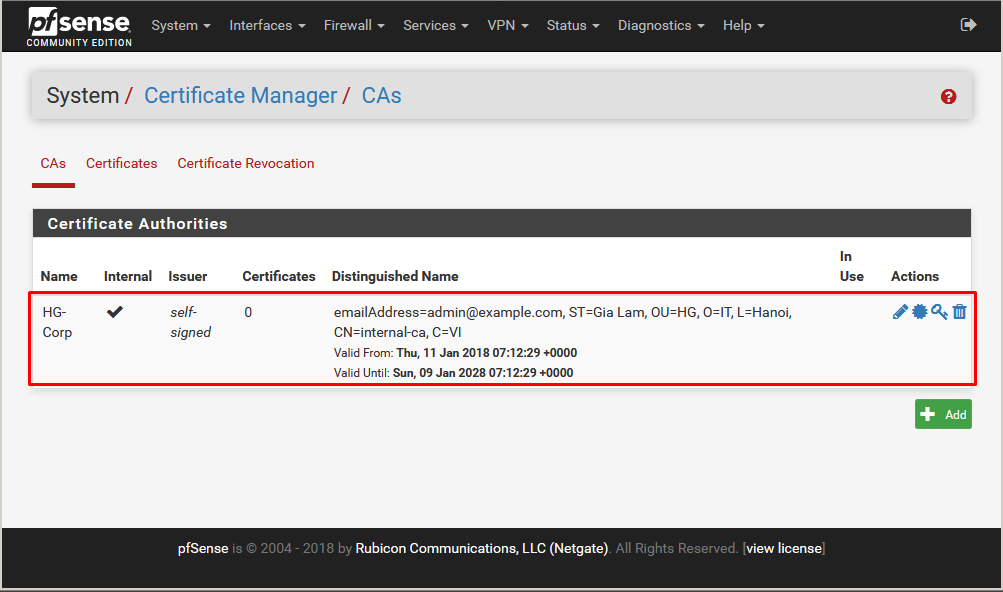 pfsense
COMMUNITY EDITION
System Interfaces Firewall Services VPN Status Diagnostics Help
System / Certificate Manager / CAs
CAs Certificates Certificate Revocation
Certificate Authorities
Name Internal Issuer Certificates Distinguished Name In Use Actions
HG-Corp self-signed 0 emailAddress=admin@example.com, ST=Gia Lam, OU=HG, O=IT, L=Hanoi,
CN=internal-ca, C=VI
Valid From: Thu, 11 Jan 2018 07:12:29 +0000
Valid Until: Sun, 09 Jan 2028 07:12:29 +0000
Add
pfSense is © 2004 - 2018 by Rubicon Communications, LLC (Netgate). All Rights Reserved. [view license]